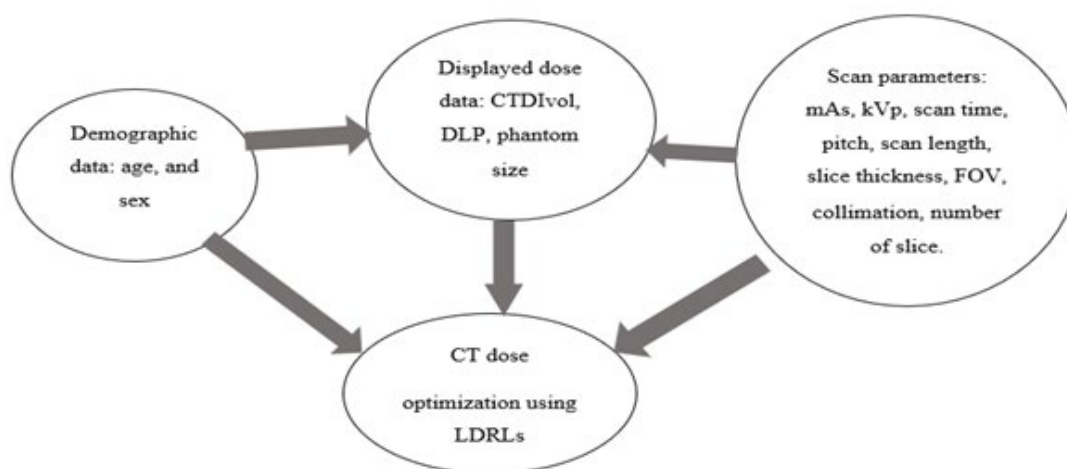 Demographic
data: age, and
sex
Displayed dose
data: CTDIvol,
DLP, phantom
size
Scan parameters:
mAs, kVp, scan time,
pitch, scan length,
slice thickness, FOV,
collimation, number
of slice.
CT dose
optimization using
LDRLs